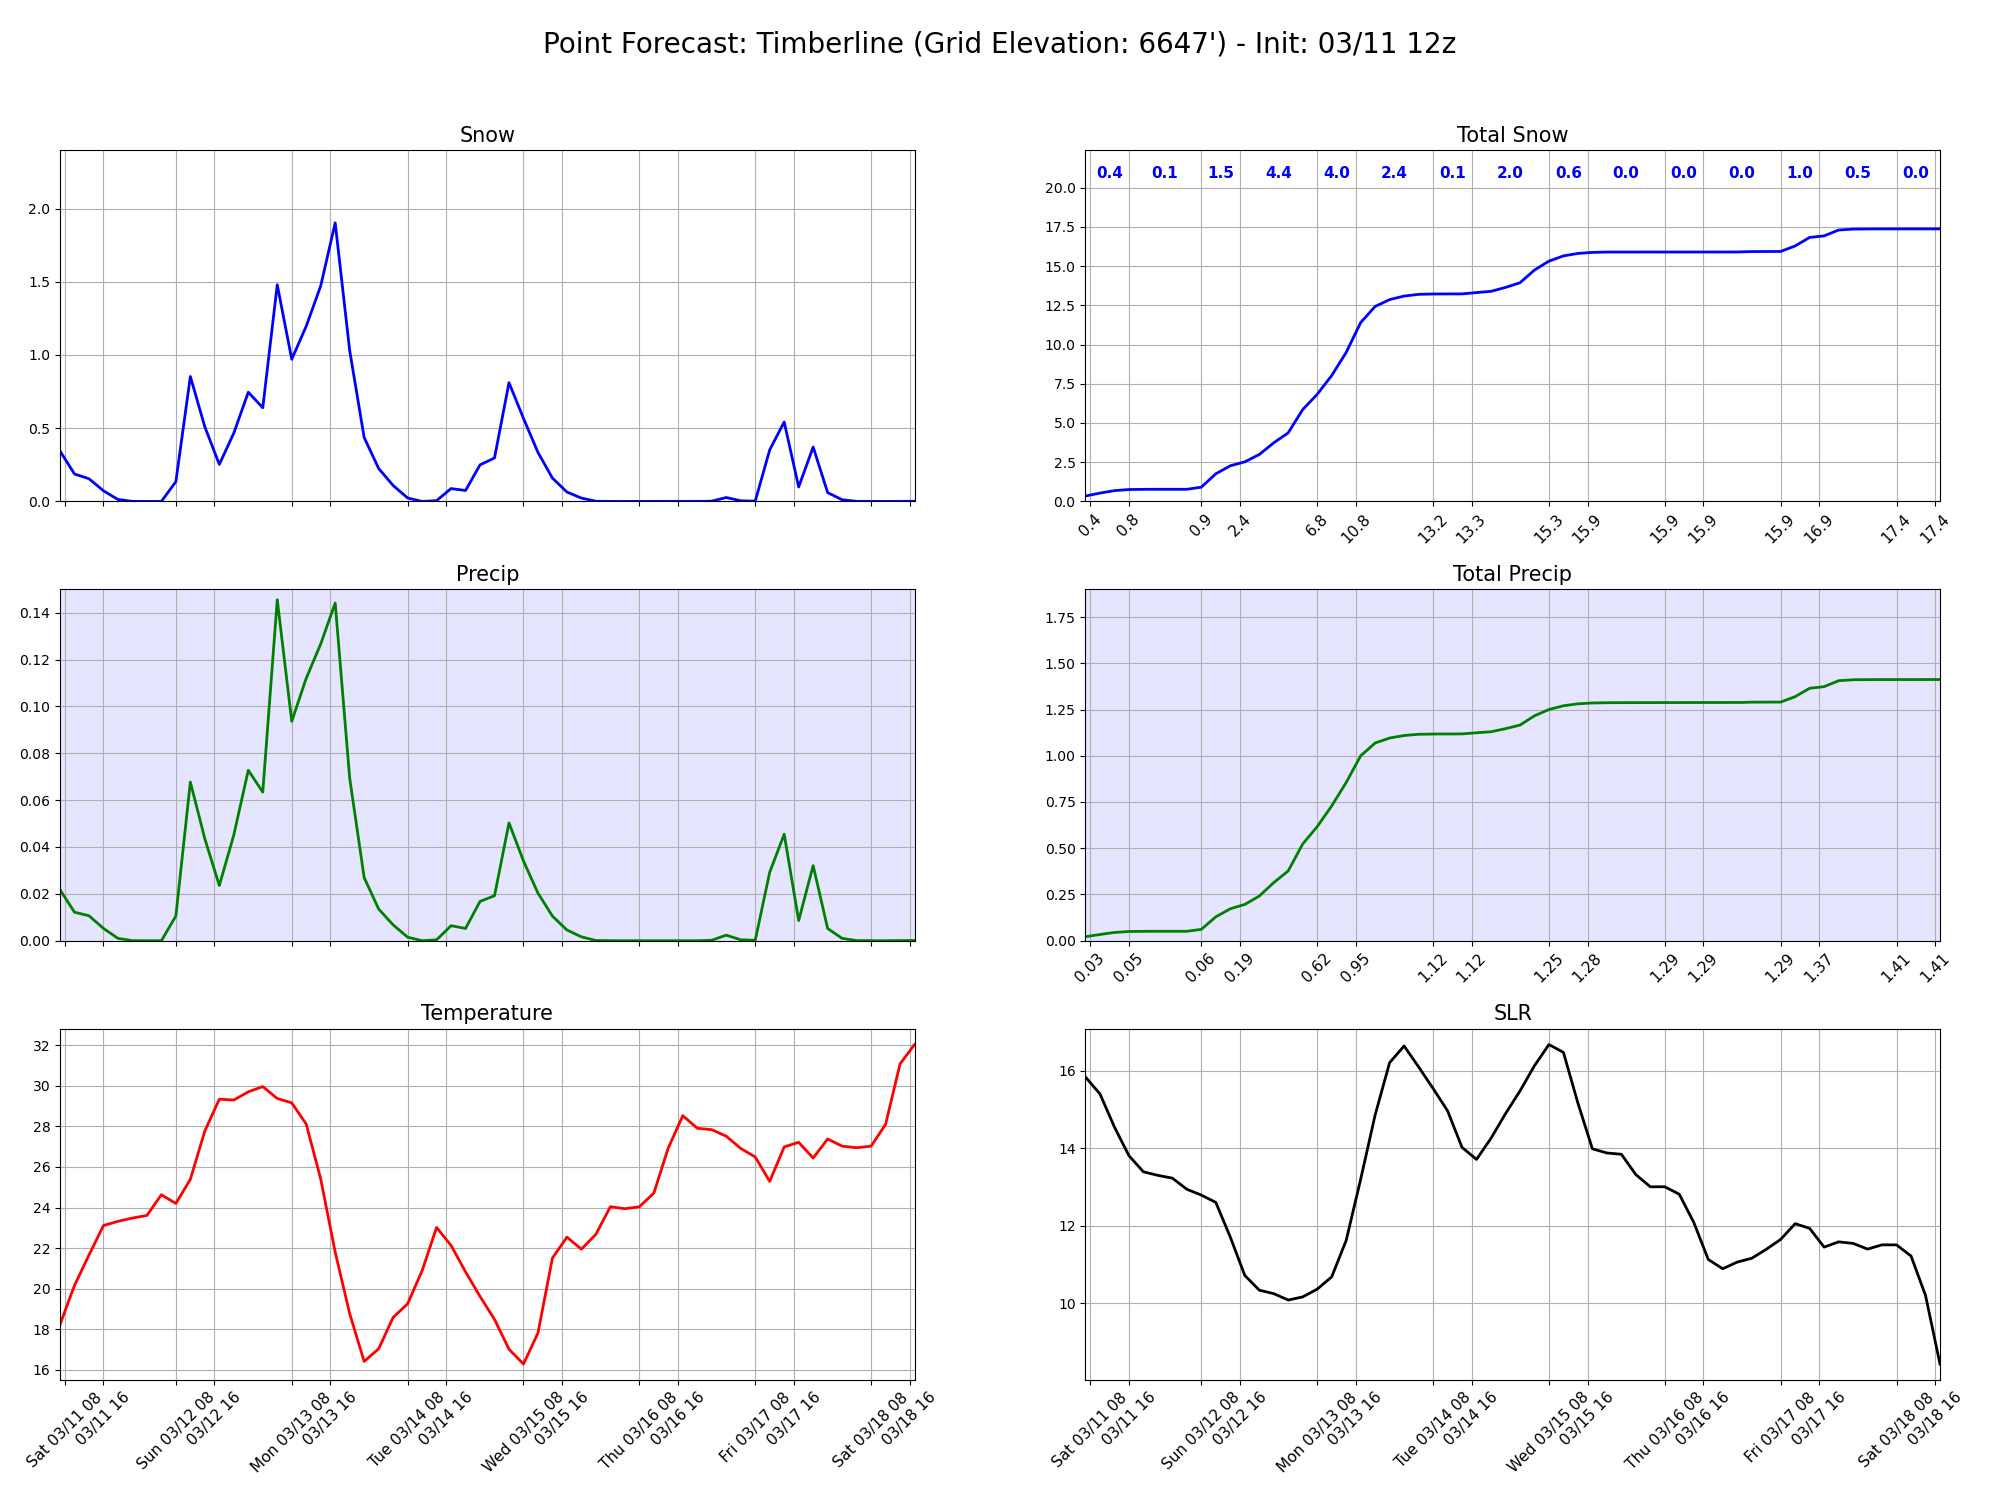 Point Forecast: Timberline (Grid Elevation: 6647') - Init: 03/11 12z
Snow
2.0
1.5
1.0
0.5
0.0
Total Snow
0.4 0.1 1.5 4.4 4.0 2.4 0.1 2.0 0.6 0.0 0.0 0.0 1.0 0.5 0.0
20.0
17.5
15.0
12.5
10.0
7.5
5.0
2.5
0.0
0.4 0.8 0.9 2.4 6.8 10.8 13.2 13.3 15.3 15.9 15.9 15.9 15.9 16.9 17.4 17.4
Precip
0.14
0.12
0.10
0.08
0.06
0.04
0.02
0.00
Total Precip
1.75
1.50
1.25
1.00
0.75
0.50
0.25
0.00
0.03 0.05 0.06 0.19 0.62 0.95 1.12 1.12 1.25 1.28 1.29 1.29 1.29 1.37 1.41 1.41
Temperature
32
30
28
26
24
22
20
18
16
Sat 03/11 08
03/11 16
Sun 03/12 08
03/12 16
Mon 03/13 08
03/13 16
Tue 03/14 08
03/14 16
Wed 03/15 08
03/15 16
Thu 03/16 08
03/16 16
Fri 03/17 08
03/17 16
Sat 03/18 08
03/18 16
SLR
16
14
12
10
Sat 03/11 08
03/11 16
Sun 03/12 08
03/12 16
Mon 03/13 08
03/13 16
Tue 03/14 08
03/14 16
Wed 03/15 08
03/15 16
Thu 03/16 08
03/16 16
Fri 03/17 08
03/17 16
Sat 03/18 08
03/18 16